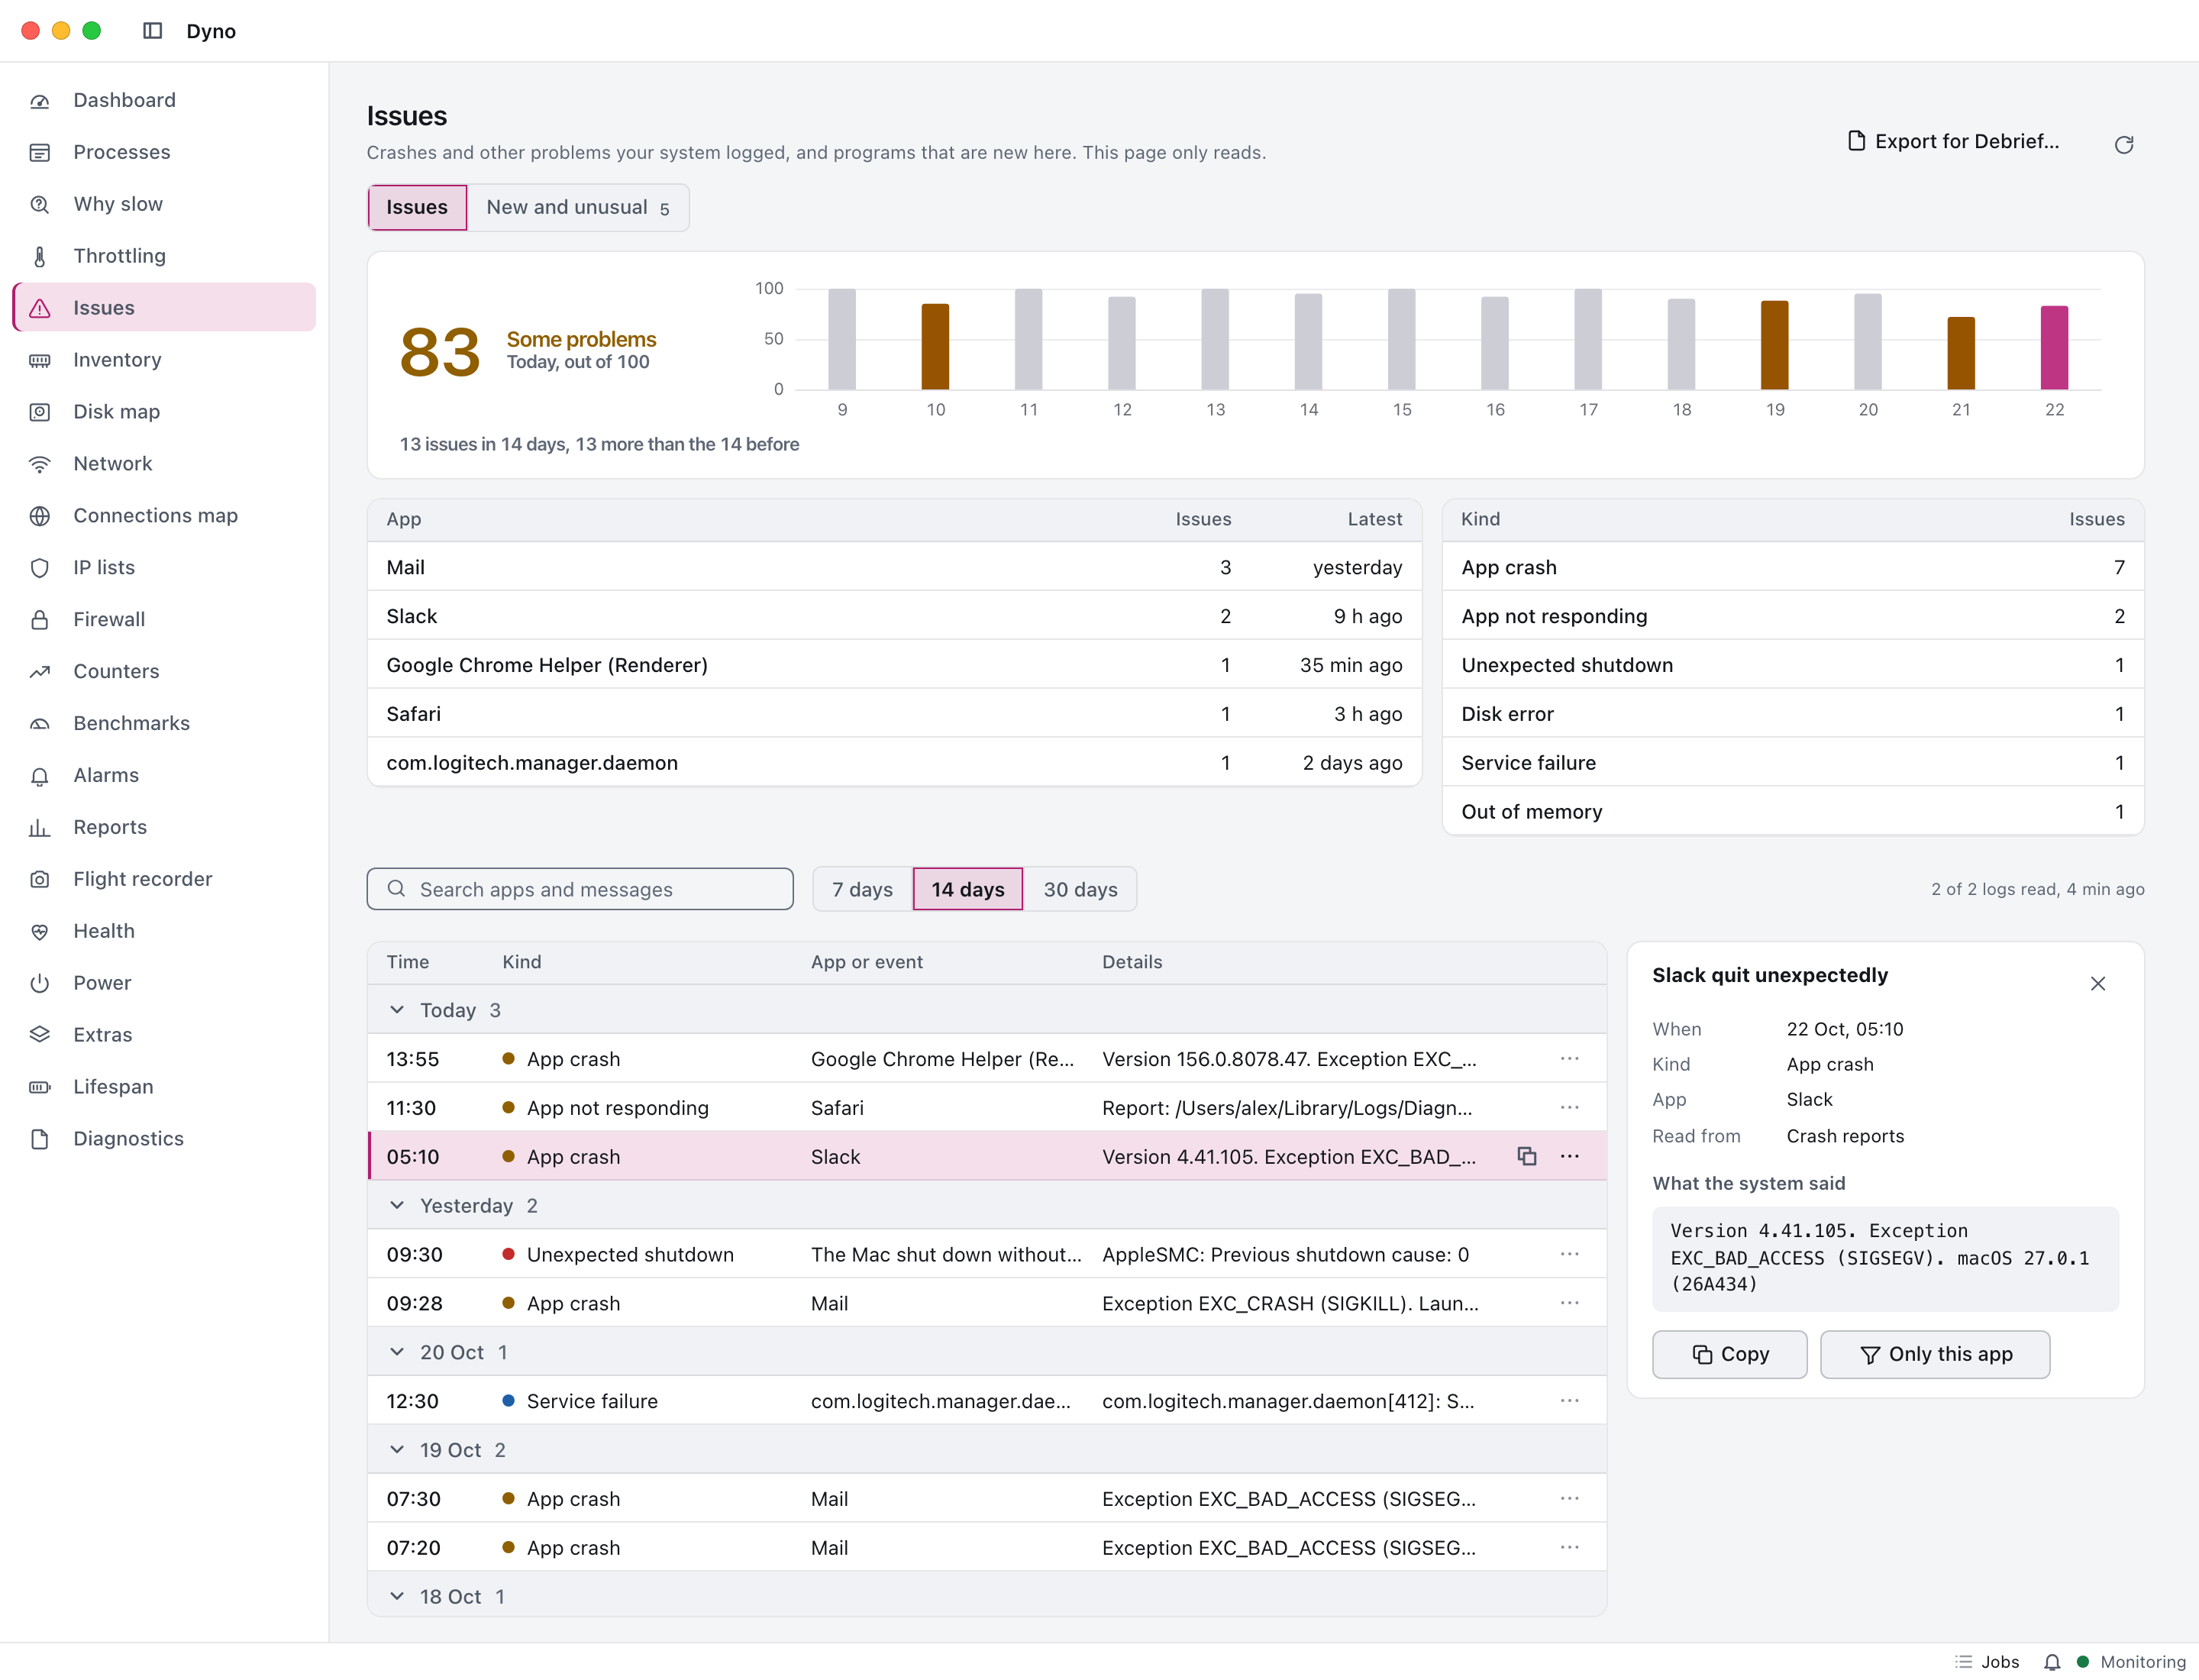 Dyno
Dashboard
Processes
Why slow
Throttling
Issues
Inventory
Disk map
Network
Connections map
IP lists
Firewall
Counters
Benchmarks
Alarms
Reports
Flight recorder
Health
Power
Extras
Lifespan
Diagnostics
Issues
Crashes and other problems your system logged, and programs that are new here. This page only reads.
Export for Debrief...
Issues
New and unusual 5
83
Some problems
Today, out of 100
100
50
0
9 10 11 12 13 14 15 16 17 18 19 20 21 22
13 issues in 14 days, 13 more than the 14 before
App Issues Latest
Mail 3 yesterday
Slack 2 9 h ago
Google Chrome Helper (Renderer) 1 35 min ago
Safari 1 3 h ago
com.logitech.manager.daemon 1 2 days ago
Kind Issues
App crash 7
App not responding 2
Unexpected shutdown 1
Disk error 1
Service failure 1
Out of memory 1
Search apps and messages
7 days 14 days 30 days
2 of 2 logs read, 4 min ago
Time Kind App or event Details
Today 3
13:55 App crash Google Chrome Helper (Re... Version 156.0.8078.47. Exception EXC_...
11:30 App not responding Safari Report: /Users/alex/Library/Logs/Diagn...
05:10 App crash Slack Version 4.41.105. Exception EXC_BAD_...
Yesterday 2
09:30 Unexpected shutdown The Mac shut down without... AppleSMC: Previous shutdown cause: 0
09:28 App crash Mail Exception EXC_CRASH (SIGKILL). Laun...
20 Oct 1
12:30 Service failure com.logitech.manager.dae... com.logitech.manager.daemon[412]: S...
19 Oct 2
07:30 App crash Mail Exception EXC_BAD_ACCESS (SIGSEG...
07:20 App crash Mail Exception EXC_BAD_ACCESS (SIGSEG...
18 Oct 1
Slack quit unexpectedly
When 22 Oct, 05:10
Kind App crash
App Slack
Read from Crash reports
What the system said
Version 4.41.105. Exception
EXC_BAD_ACCESS (SIGSEGV). macOS 27.0.1
(26A434)
Copy
Only this app
Jobs
Monitoring